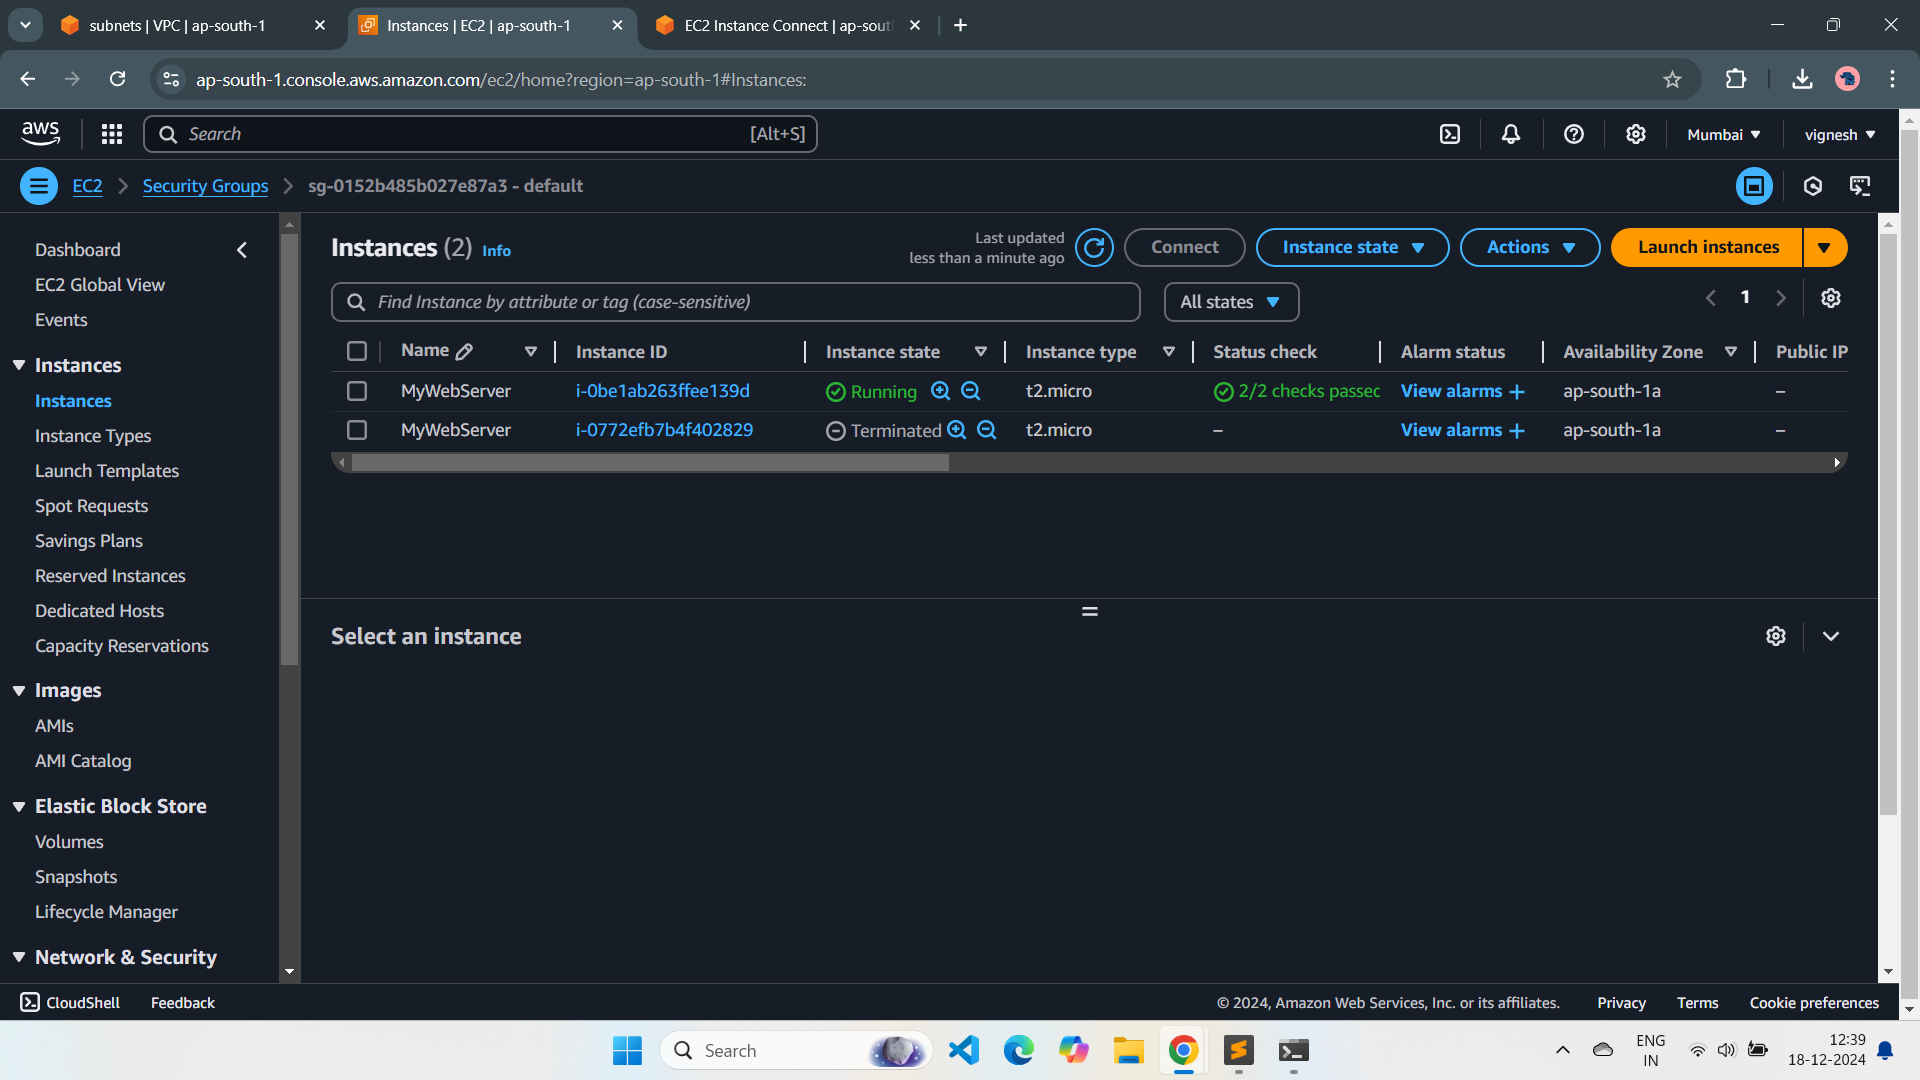 subnets | VPC | ap-south-1
Instances | EC2 | ap-south-1
EC2 Instance Connect | ap-sout
ap-south-1.console.aws.amazon.com/ec2/home?region=ap-south-1#Instances:
aws
Search [Alt+S]
Mumbai
vignesh
EC2
Security Groups
sg-0152b485b027e87a3 - default
Dashboard
EC2 Global View
Events
Instances
Instances
Instance Types
Launch Templates
Spot Requests
Savings Plans
Reserved Instances
Dedicated Hosts
Capacity Reservations
Images
AMIs
AMI Catalog
Elastic Block Store
Volumes
Snapshots
Lifecycle Manager
Network & Security
Instances (2) Info
Last updated
less than a minute ago
Connect
Instance state
Actions
Launch instances
Find Instance by attribute or tag (case-sensitive)
All states
1
Name Instance ID Instance state Instance type Status check Alarm status Availability Zone Public IP
MyWebServer i-0be1ab263ffee139d Running t2.micro 2/2 checks passec View alarms + ap-south-1a –
MyWebServer i-0772efb7b4f402829 Terminated t2.micro – View alarms + ap-south-1a –
Select an instance
CloudShell
Feedback
© 2024, Amazon Web Services, Inc. or its affiliates.
Privacy
Terms
Cookie preferences
Search
ENG
IN
12:39
18-12-2024